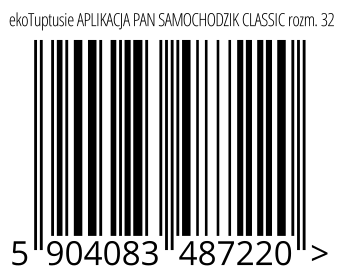 ekoTuptusie APLIKACJA PAN SAMOCHODZIK CLASSIC rozm. 32
5 904083 487220 >